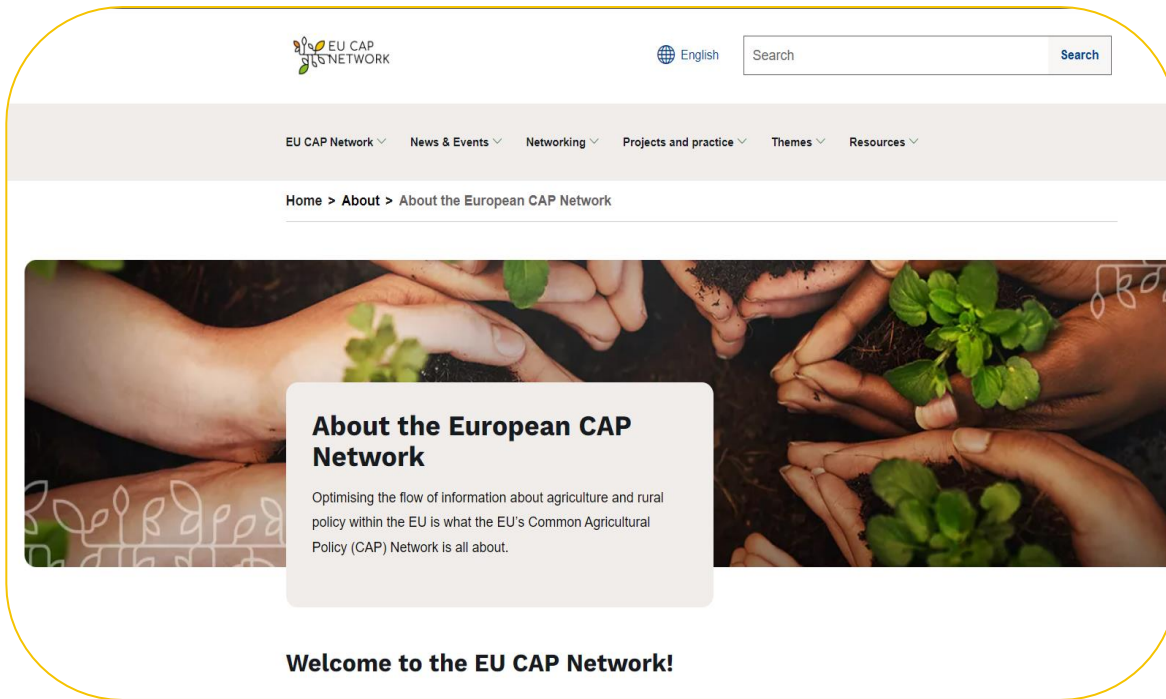 EU CAP
NETWORK
English
Search
Search
EU CAP Network
News & Events
Networking
Projects and practice
Themes
Resources
Home > About > About the European CAP Network
About the European CAP
Network
Optimising the flow of information about agriculture and rural
policy within the EU is what the EU's Common Agricultural
Policy (CAP) Network is all about.
Welcome to the EU CAP Network!